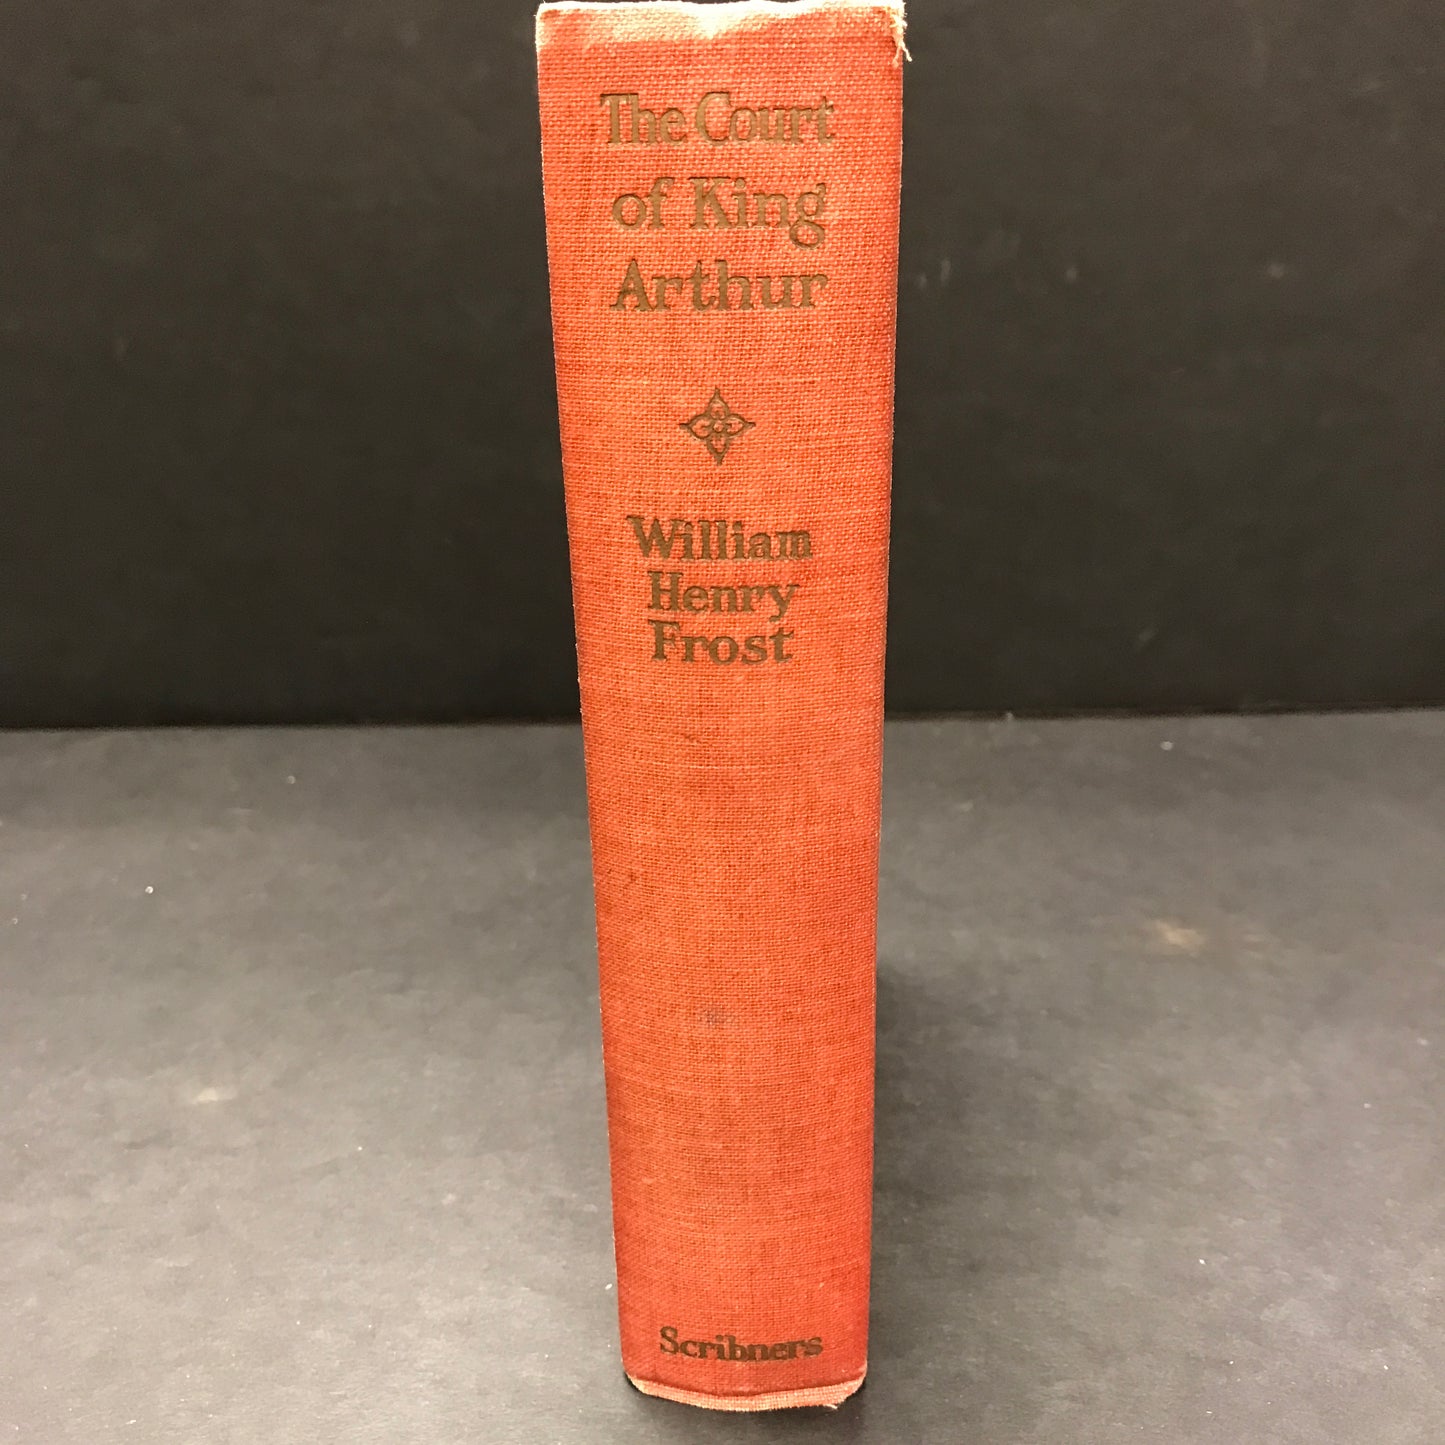 The Court
of King
Arthur
William
Henry
Frost
Scribners